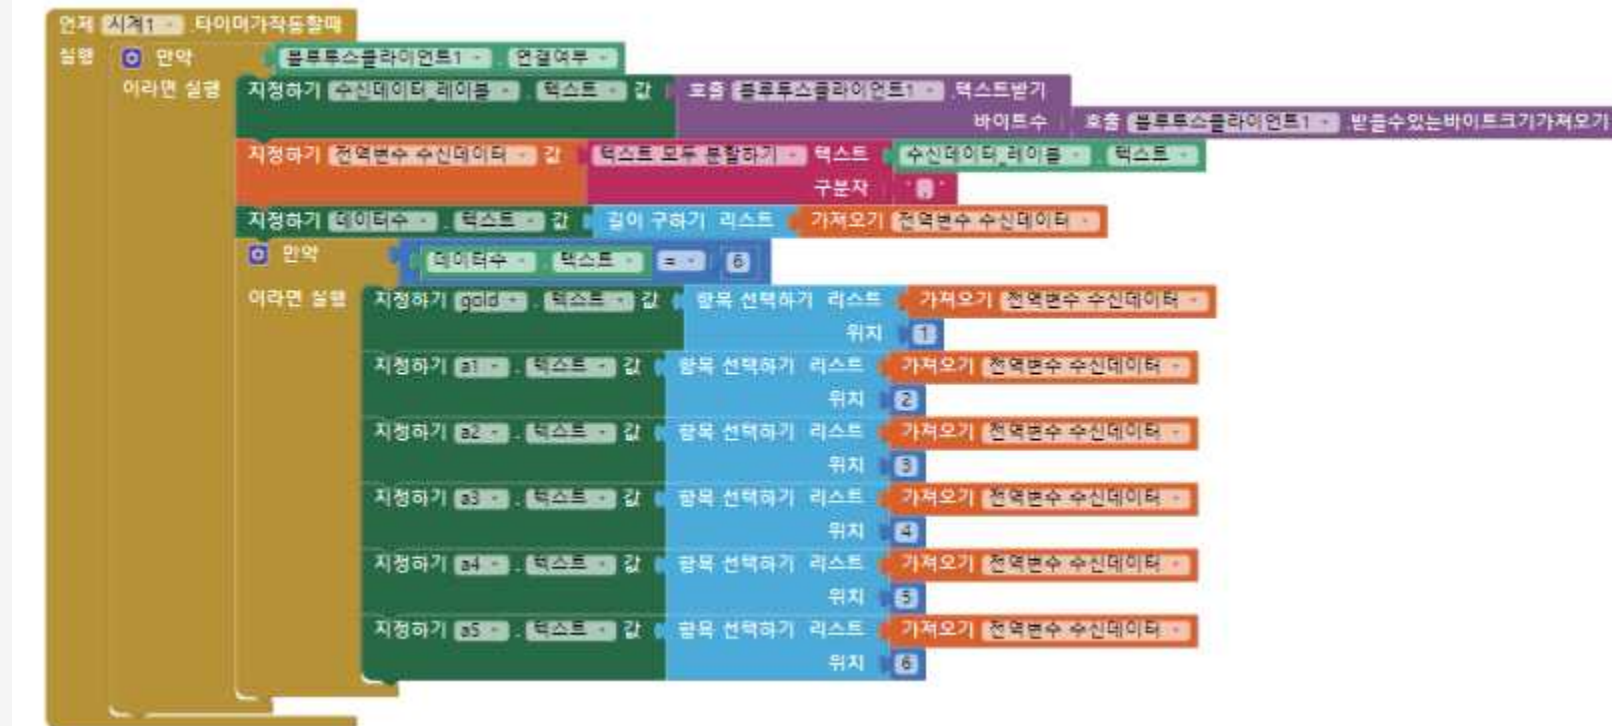 언제 시계1 .타이머가작동할때
실행 만약 블루투스클라이언트1 . 연결여부
이라면 실행 지정하기 수신데이터_레이블 . 텍스트 값 호출 블루투스클라이언트1 .텍스트받기
바이트수 호출 블루투스클라이언트1 .받을수있는바이트크기가져오기
지정하기 전역변수 수신데이터 값 텍스트 모두 분할하기 텍스트 수신데이터_레이블 . 텍스트
구분자
지정하기 데이터수 . 텍스트 값 길이 구하기 리스트 가져오기 전역변수 수신데이터
만약 데이터수 . 텍스트 = 6
이라면 실행 지정하기 gold . 텍스트 값 항목 선택하기 리스트 가져오기 전역변수 수신데이터
위치 1
지정하기 a1 . 텍스트 값 항목 선택하기 리스트 가져오기 전역변수 수신데이터
위치 2
지정하기 a2 . 텍스트 값 항목 선택하기 리스트 가져오기 전역변수 수신데이터
위치 3
지정하기 a3 . 텍스트 값 항목 선택하기 리스트 가져오기 전역변수 수신데이터
위치 4
지정하기 a4 . 텍스트 값 항목 선택하기 리스트 가져오기 전역변수 수신데이터
위치 5
지정하기 a5 . 텍스트 값 항목 선택하기 리스트 가져오기 전역변수 수신데이터
위치 6